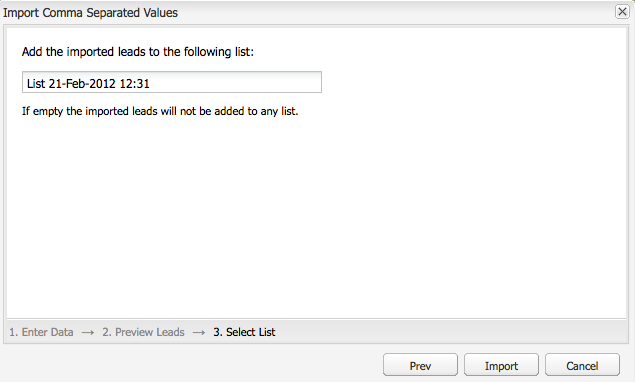 Import Comma Separated Values
Add the imported leads to the following list:
List 21-Feb-2012 12:31
If empty the imported leads will not be added to any list.
1. Enter Data → 2. Preview Leads → 3. Select List
Prev Import Cancel